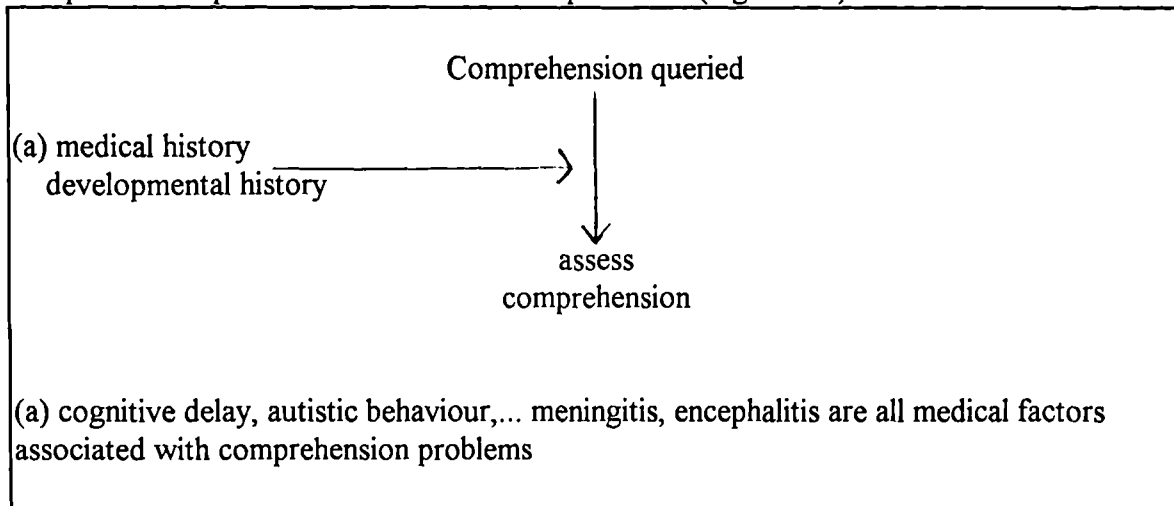 Comprehension queried
(a) medical history
developmental history
assess
comprehension
(a) cognitive delay, autistic behaviour,... meningitis, encephalitis are all medical factors
associated with comprehension problems